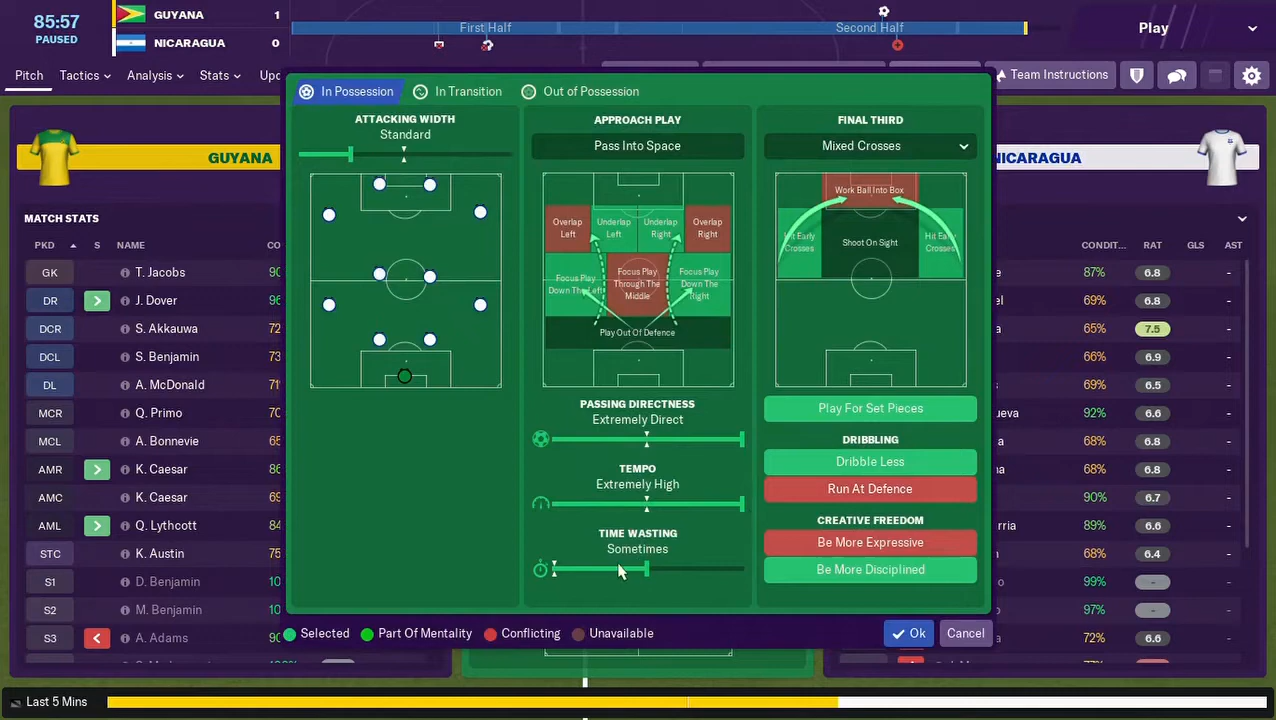 85:57
PAUSED
GUYANA 1
NICARAGUA 0
First Half
Second Half
Play
Pitch
Tactics
Analysis
Stats
Team Instructions
In Possession
In Transition
Out of Possession
ATTACKING WIDTH
Standard
APPROACH PLAY
Pass Into Space
Overlap
Left
Underlap
Left
Underlap
Right
Overlap
Right
Focus Play
Down The Left
Focus Play
Through The
Middle
Focus Play
Down The
Right
Play Out Of Defence
PASSING DIRECTNESS
Extremely Direct
TEMPO
Extremely High
TIME WASTING
Sometimes
FINAL THIRD
Mixed Crosses
Work Ball Into Box
Hit Early
Crosses
Shoot On Sight
Hit Early
Crosses
Play For Set Pieces
DRIBBLING
Dribble Less
Run At Defence
CREATIVE FREEDOM
Be More Expressive
Be More Disciplined
Selected
Part Of Mentality
Conflicting
Unavailable
Ok
Cancel
GUYANA
MATCH STATS
PKD S NAME
GK T. Jacobs
DR J. Dover
DCR S. Akkauwa
DCL S. Benjamin
DL A. McDonald
MCR Q. Primo
MCL A. Bonnevie
AMR K. Caesar
AMC K. Caesar
AML Q. Lythcott
STC K. Austin
S1 D. Benjamin
S2 M. Benjamin
S3 A. Adams
CONDIT... RAT GLS AST
87% 6.8 - -
69% 6.8 - -
65% 7.5 - -
66% 6.9 - -
69% 6.5 - -
92% 6.6 - -
68% 6.8 - -
68% 6.8 - -
90% 6.7 - -
89% 6.6 - -
68% 6.4 - -
99% - - -
97% - - -
72% 6.6 - -
Last 5 Mins